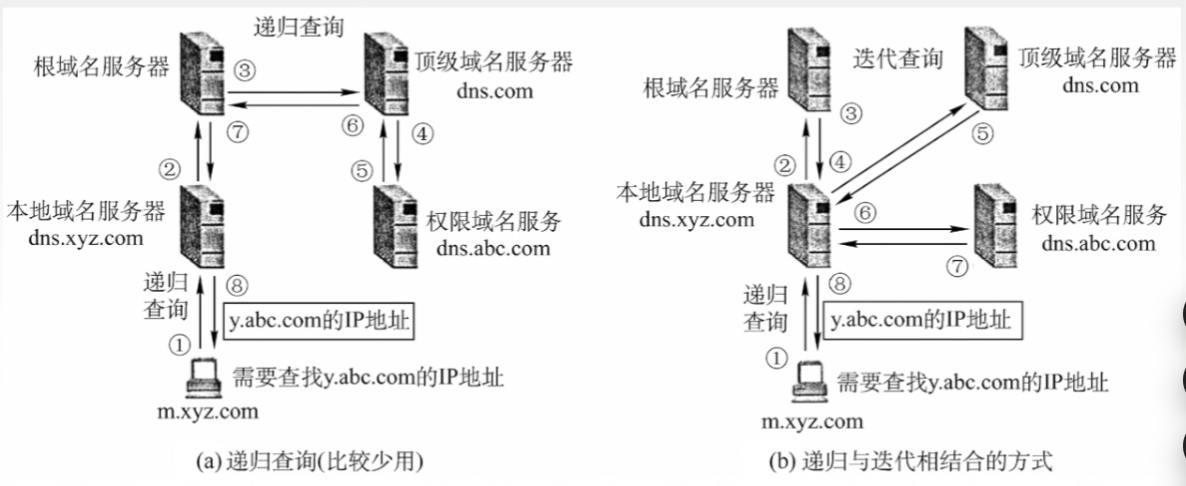 递归查询
根域名服务器
③
顶级域名服务器
dns.com
⑦
⑥
④
②
⑤
本地域名服务器
dns.xyz.com
权限域名服务
dns.abc.com
递归
查询
⑧
y.abc.com的IP地址
①
需要查找y.abc.com的IP地址
m.xyz.com
(a) 递归查询(比较少用)
迭代查询
根域名服务器
顶级域名服务器
dns.com
③
②
④
⑤
本地域名服务器
dns.xyz.com
⑥
权限域名服务
dns.abc.com
⑦
递归
查询
⑧
y.abc.com的IP地址
①
需要查找y.abc.com的IP地址
m.xyz.com
(b) 递归与迭代相结合的方式